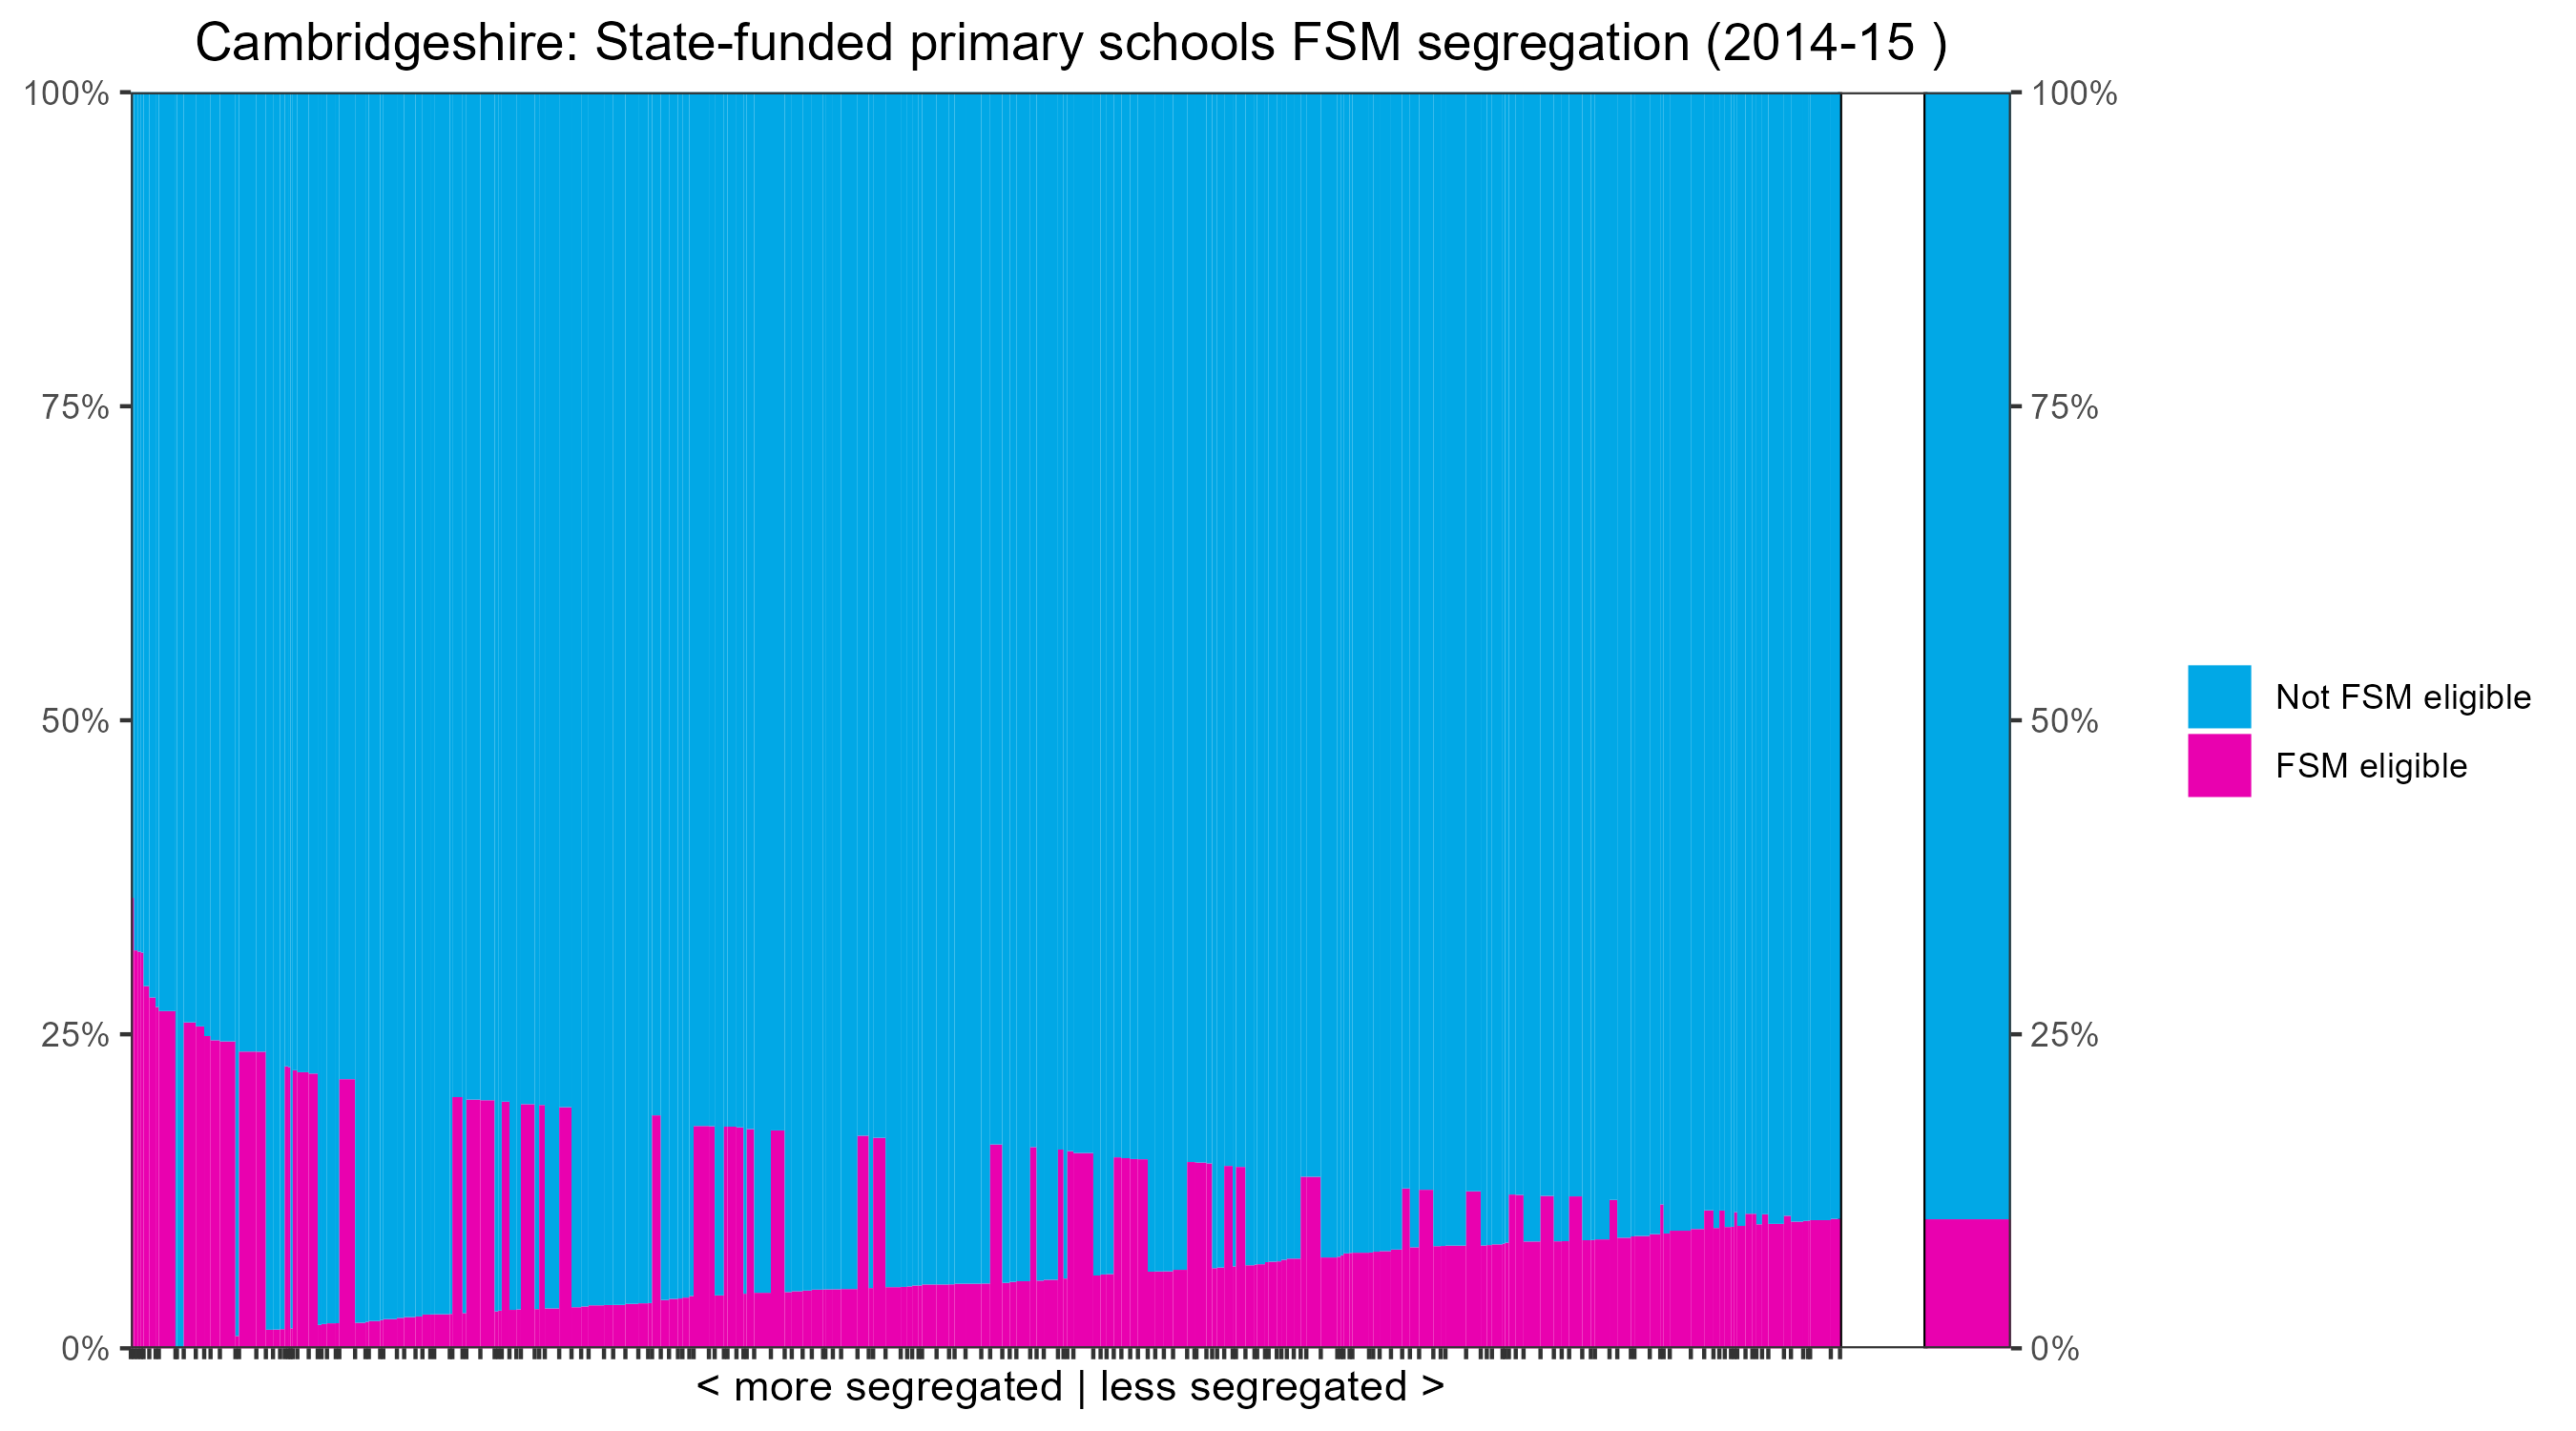 Cambridgeshire: State-funded primary schools FSM segregation (2014-15 )
100%
75%
50%
25%
0%
100%
75%
50%
25%
0%
Not FSM eligible
FSM eligible
< more segregated | less segregated >